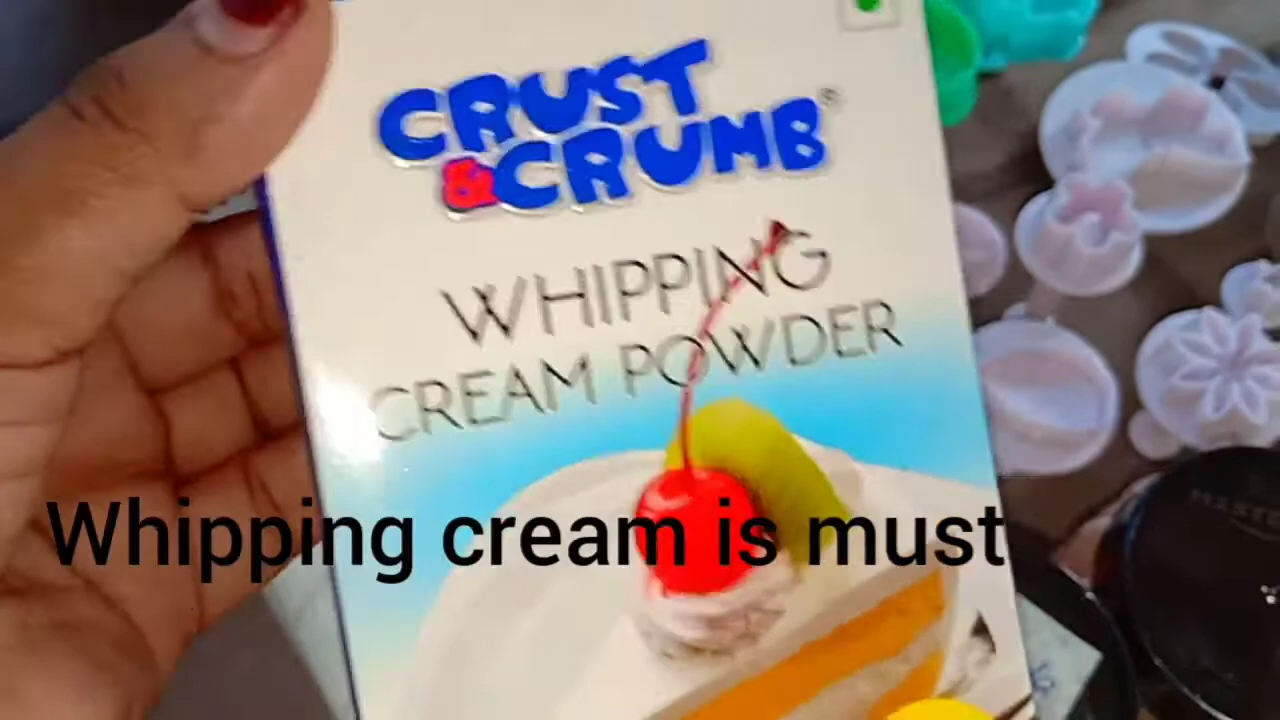 CRUST
& CRUMB®
WHIPPING
CREAM POWDER
Whipping cream is must